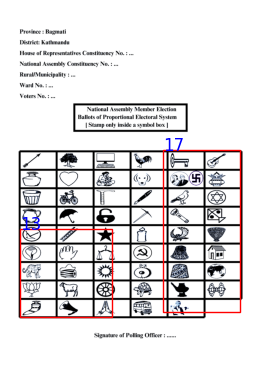 Province : Bagmati
District: Kathmandu
House of Representatives Constituency No. : ...
National Assembly Constituency No. : ...
Rural/Municipality : ...
Ward No. : ...
Voters No. : ...
National Assembly Member Election
Ballots of Proportional Electoral System
[ Stamp only inside a symbol box ]
17
13
Signature of Polling Officer : ......